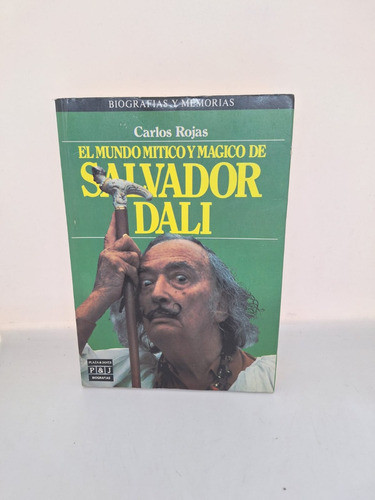 BIOGRAFIAS Y MEMORIAS
Carlos Rojas
EL MUNDO MITICO Y MAGICO DE
SALVADOR
DALI
PLAZA & JANES
P&J
BIOGRAFIAS